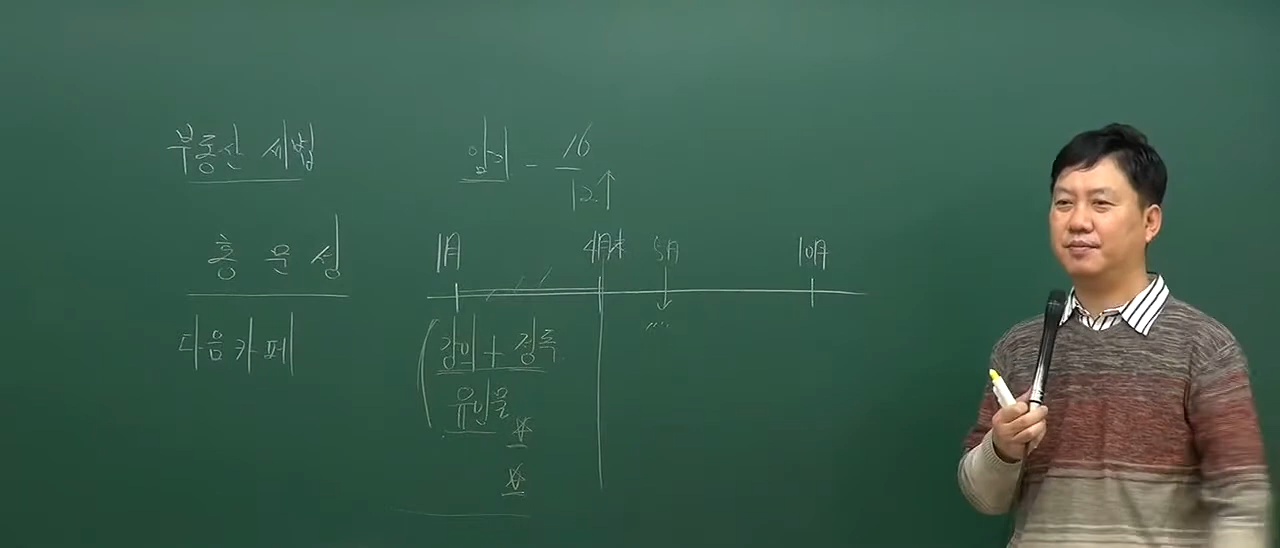 부동산 세법
홍 문 성
다음카페
암기 - 16
12↑
1月 4月末 5月 10月
강의 + 정독
유인물